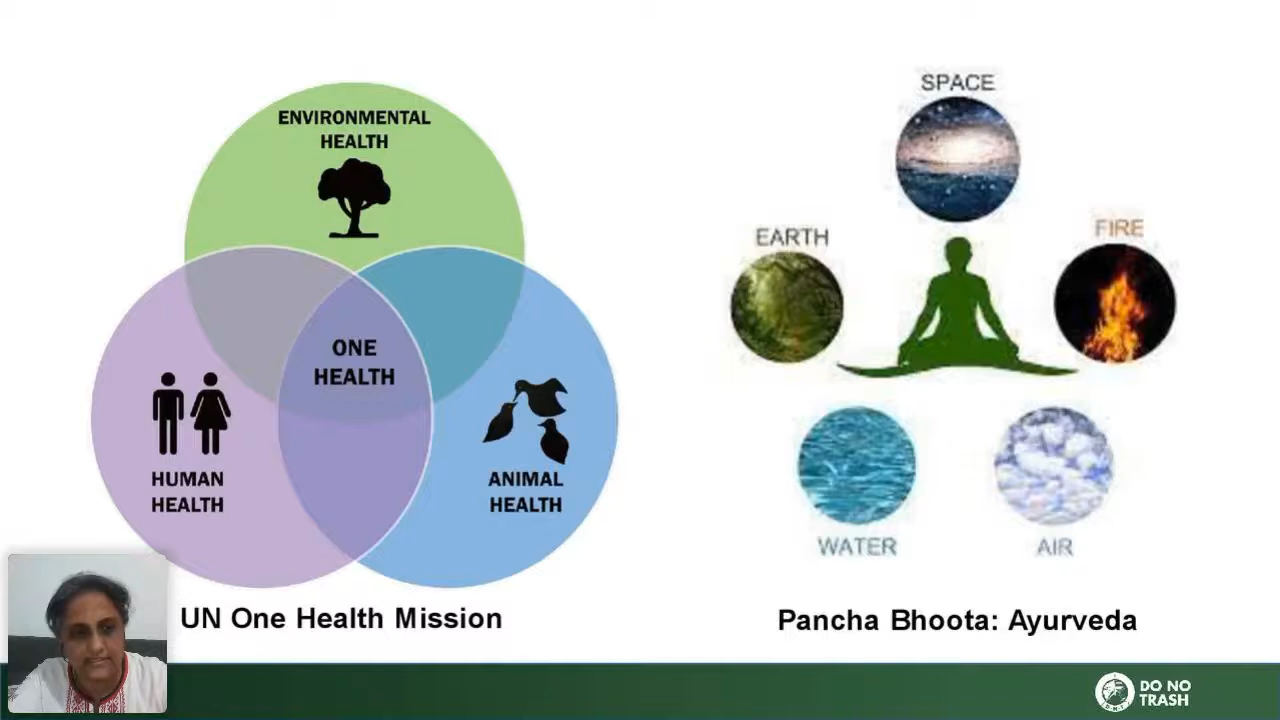 ENVIRONMENTAL
HEALTH
ONE
HEALTH
HUMAN
HEALTH
ANIMAL
HEALTH
UN One Health Mission
SPACE
EARTH
FIRE
WATER
AIR
Pancha Bhoota: Ayurveda
DO NO
TRASH